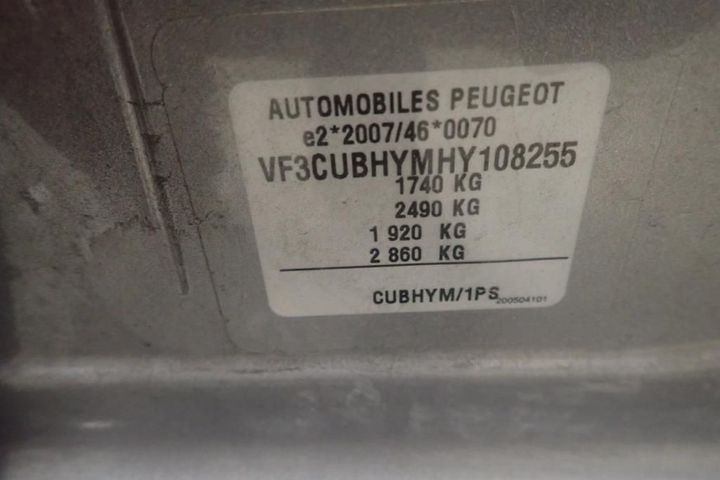 AUTOMOBILES PEUGEOT
e2*2007/46*0070
VF3CUBHYMHY108255
1740 KG
2490 KG
1 920 KG
2 860 KG
CUBHYM/1PS
200504101